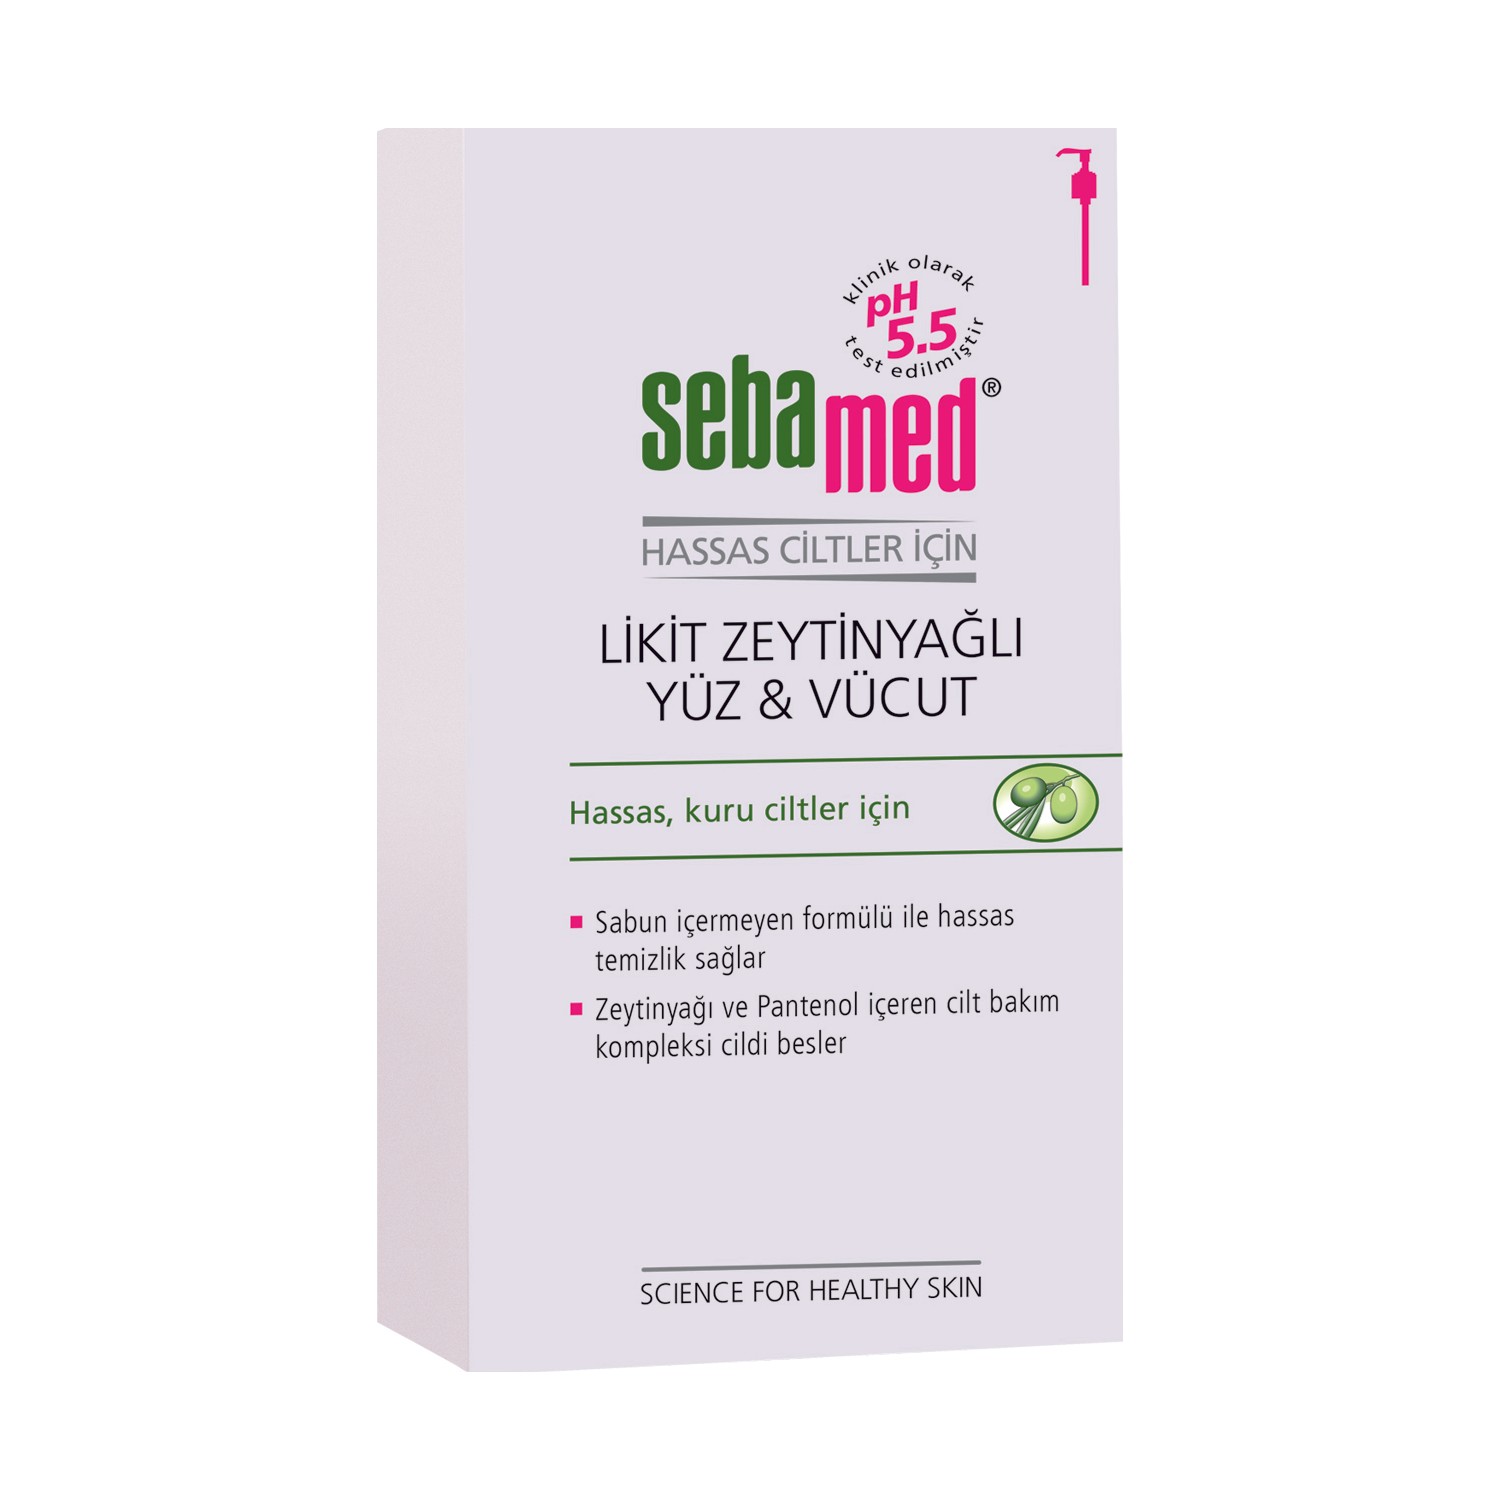 klinik olarak
pH
5.5
test edilmiştir
sebamed®
HASSAS CİLTLER İÇİN
LİKİT ZEYTİNYAĞLI
YÜZ & VÜCUT
Hassas, kuru ciltler için
Sabun içermeyen formülü ile hassas
temizlik sağlar
Zeytinyağı ve Pantenol içeren cilt bakım
kompleksi cildi besler
SCIENCE FOR HEALTHY SKIN